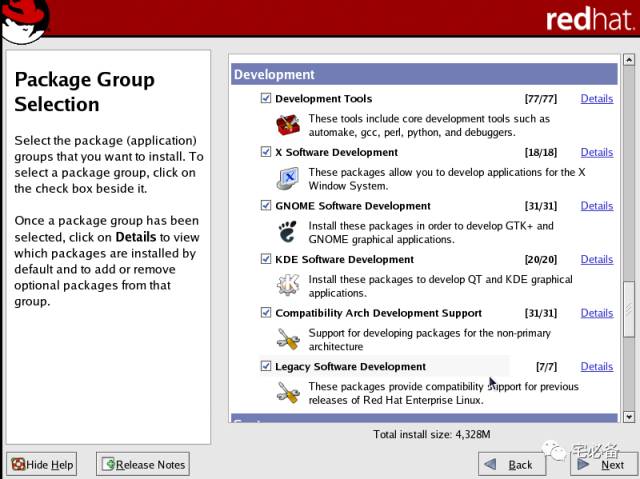 redhat.
Package Group
Selection
Select the package (application)
groups that you want to install. To
select a package group, click on
the check box beside it.
Once a package group has been
selected, click on Details to view
which packages are installed by
default and to add or remove
optional packages from that
group.
Development
Development Tools [77/77] Details
These tools include core development tools such as
automake, gcc, perl, python, and debuggers.
X Software Development [18/18] Details
These packages allow you to develop applications for the X
Window System.
GNOME Software Development [31/31] Details
Install these packages in order to develop GTK+ and
GNOME graphical applications.
KDE Software Development [20/20] Details
Install these packages to develop QT and KDE graphical
applications.
Compatibility Arch Development Support [31/31] Details
Support for developing packages for the non-primary
architecture
Legacy Software Development [7/7] Details
These packages provide compatibility support for previous
releases of Red Hat Enterprise Linux.
Total install size: 4,328M
宅必备
Hide Help Release Notes Back Next